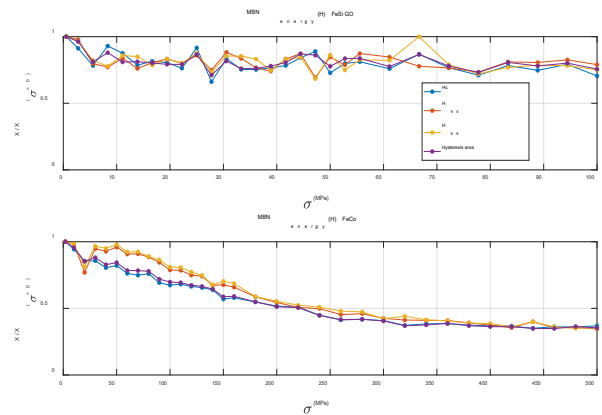 MBN energy (H) FeSi GO
1
0.5
0
0 10 20 30 40 50 60 70 80 90 100
X / X (σ=0)
σ (MPa)
Hc
H
H
Hysteresis area
MBN energy (H) FeCo
1
0.5
0
0 50 100 150 200 250 300 350 400 450 500
X / X (σ=0)
σ (MPa)